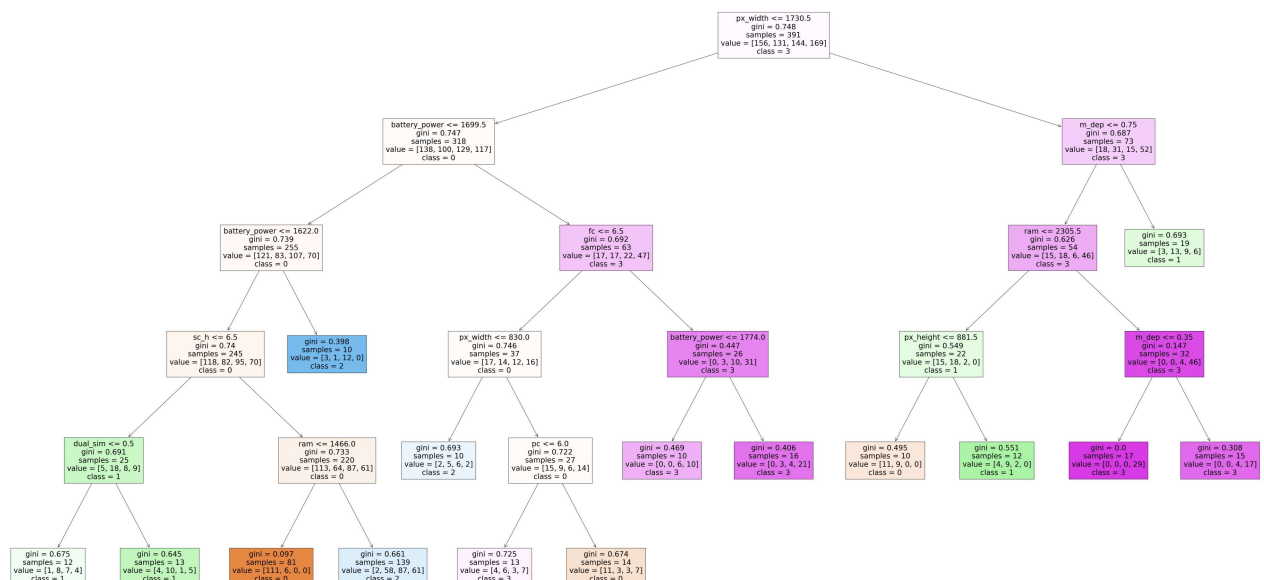 px_width <= 1730.5
gini = 0.748
samples = 391
value = [156, 131, 144, 169]
class = 3
battery_power <= 1699.5
gini = 0.747
samples = 318
value = [138, 100, 129, 117]
class = 0
m_dep <= 0.75
gini = 0.687
samples = 73
value = [18, 31, 15, 52]
class = 3
battery_power <= 1622.0
gini = 0.739
samples = 255
value = [121, 83, 107, 70]
class = 0
fc <= 6.5
gini = 0.692
samples = 63
value = [17, 17, 22, 47]
class = 3
ram <= 2305.5
gini = 0.626
samples = 54
value = [15, 18, 6, 46]
class = 3
gini = 0.693
samples = 19
value = [3, 13, 9, 6]
class = 1
sc_h <= 6.5
gini = 0.74
samples = 245
value = [118, 82, 95, 70]
class = 0
gini = 0.398
samples = 10
value = [3, 1, 12, 0]
class = 2
px_width <= 830.0
gini = 0.746
samples = 37
value = [17, 14, 12, 16]
class = 0
battery_power <= 1774.0
gini = 0.447
samples = 26
value = [0, 3, 10, 31]
class = 3
px_height <= 881.5
gini = 0.549
samples = 22
value = [15, 18, 2, 0]
class = 1
m_dep <= 0.35
gini = 0.147
samples = 32
value = [0, 0, 4, 46]
class = 3
dual_sim <= 0.5
gini = 0.691
samples = 25
value = [5, 18, 8, 9]
class = 1
ram <= 1466.0
gini = 0.733
samples = 220
value = [113, 64, 87, 61]
class = 0
gini = 0.693
samples = 10
value = [2, 5, 6, 2]
class = 2
pc <= 6.0
gini = 0.722
samples = 27
value = [15, 9, 6, 14]
class = 0
gini = 0.469
samples = 10
value = [0, 0, 6, 10]
class = 3
gini = 0.406
samples = 16
value = [0, 3, 4, 21]
class = 3
gini = 0.495
samples = 10
value = [11, 9, 0, 0]
class = 0
gini = 0.551
samples = 12
value = [4, 9, 2, 0]
class = 1
gini = 0.0
samples = 17
value = [0, 0, 0, 29]
class = 3
gini = 0.308
samples = 15
value = [0, 0, 4, 17]
class = 3
gini = 0.675
samples = 12
value = [1, 8, 7, 4]
class = 1
gini = 0.645
samples = 13
value = [4, 10, 1, 5]
class = 1
gini = 0.097
samples = 81
value = [111, 6, 0, 0]
class = 0
gini = 0.661
samples = 139
value = [2, 58, 87, 61]
class = 2
gini = 0.725
samples = 13
value = [4, 6, 3, 7]
class = 3
gini = 0.674
samples = 14
value = [11, 3, 3, 7]
class = 0